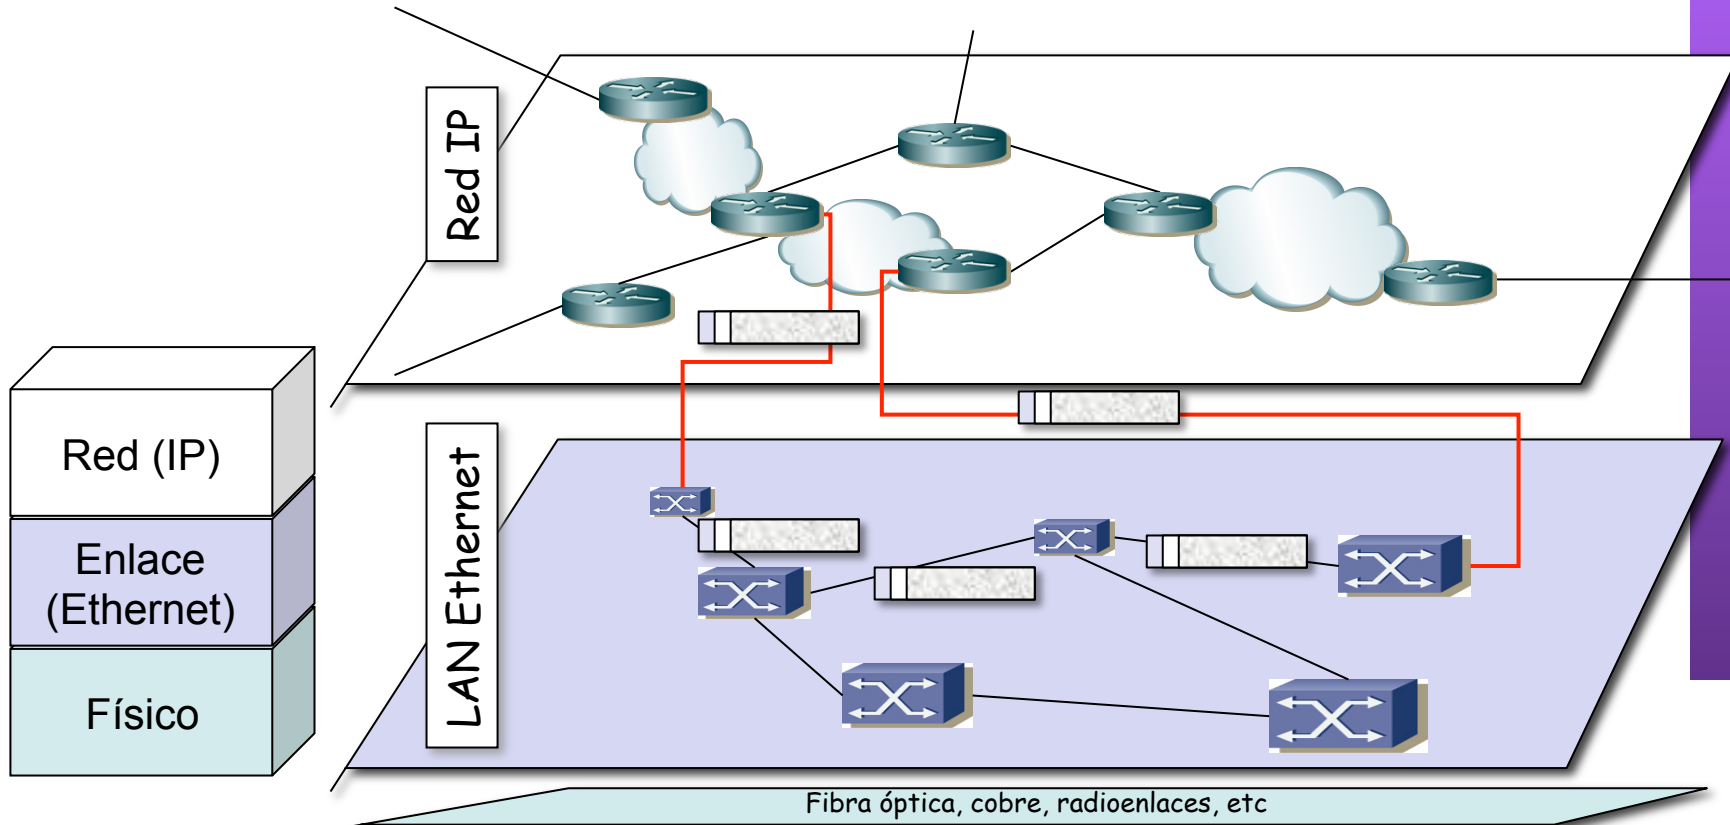 Red IP
Red (IP)
Enlace
(Ethernet)
Físico
LAN Ethernet
Fibra óptica, cobre, radioenlaces, etc